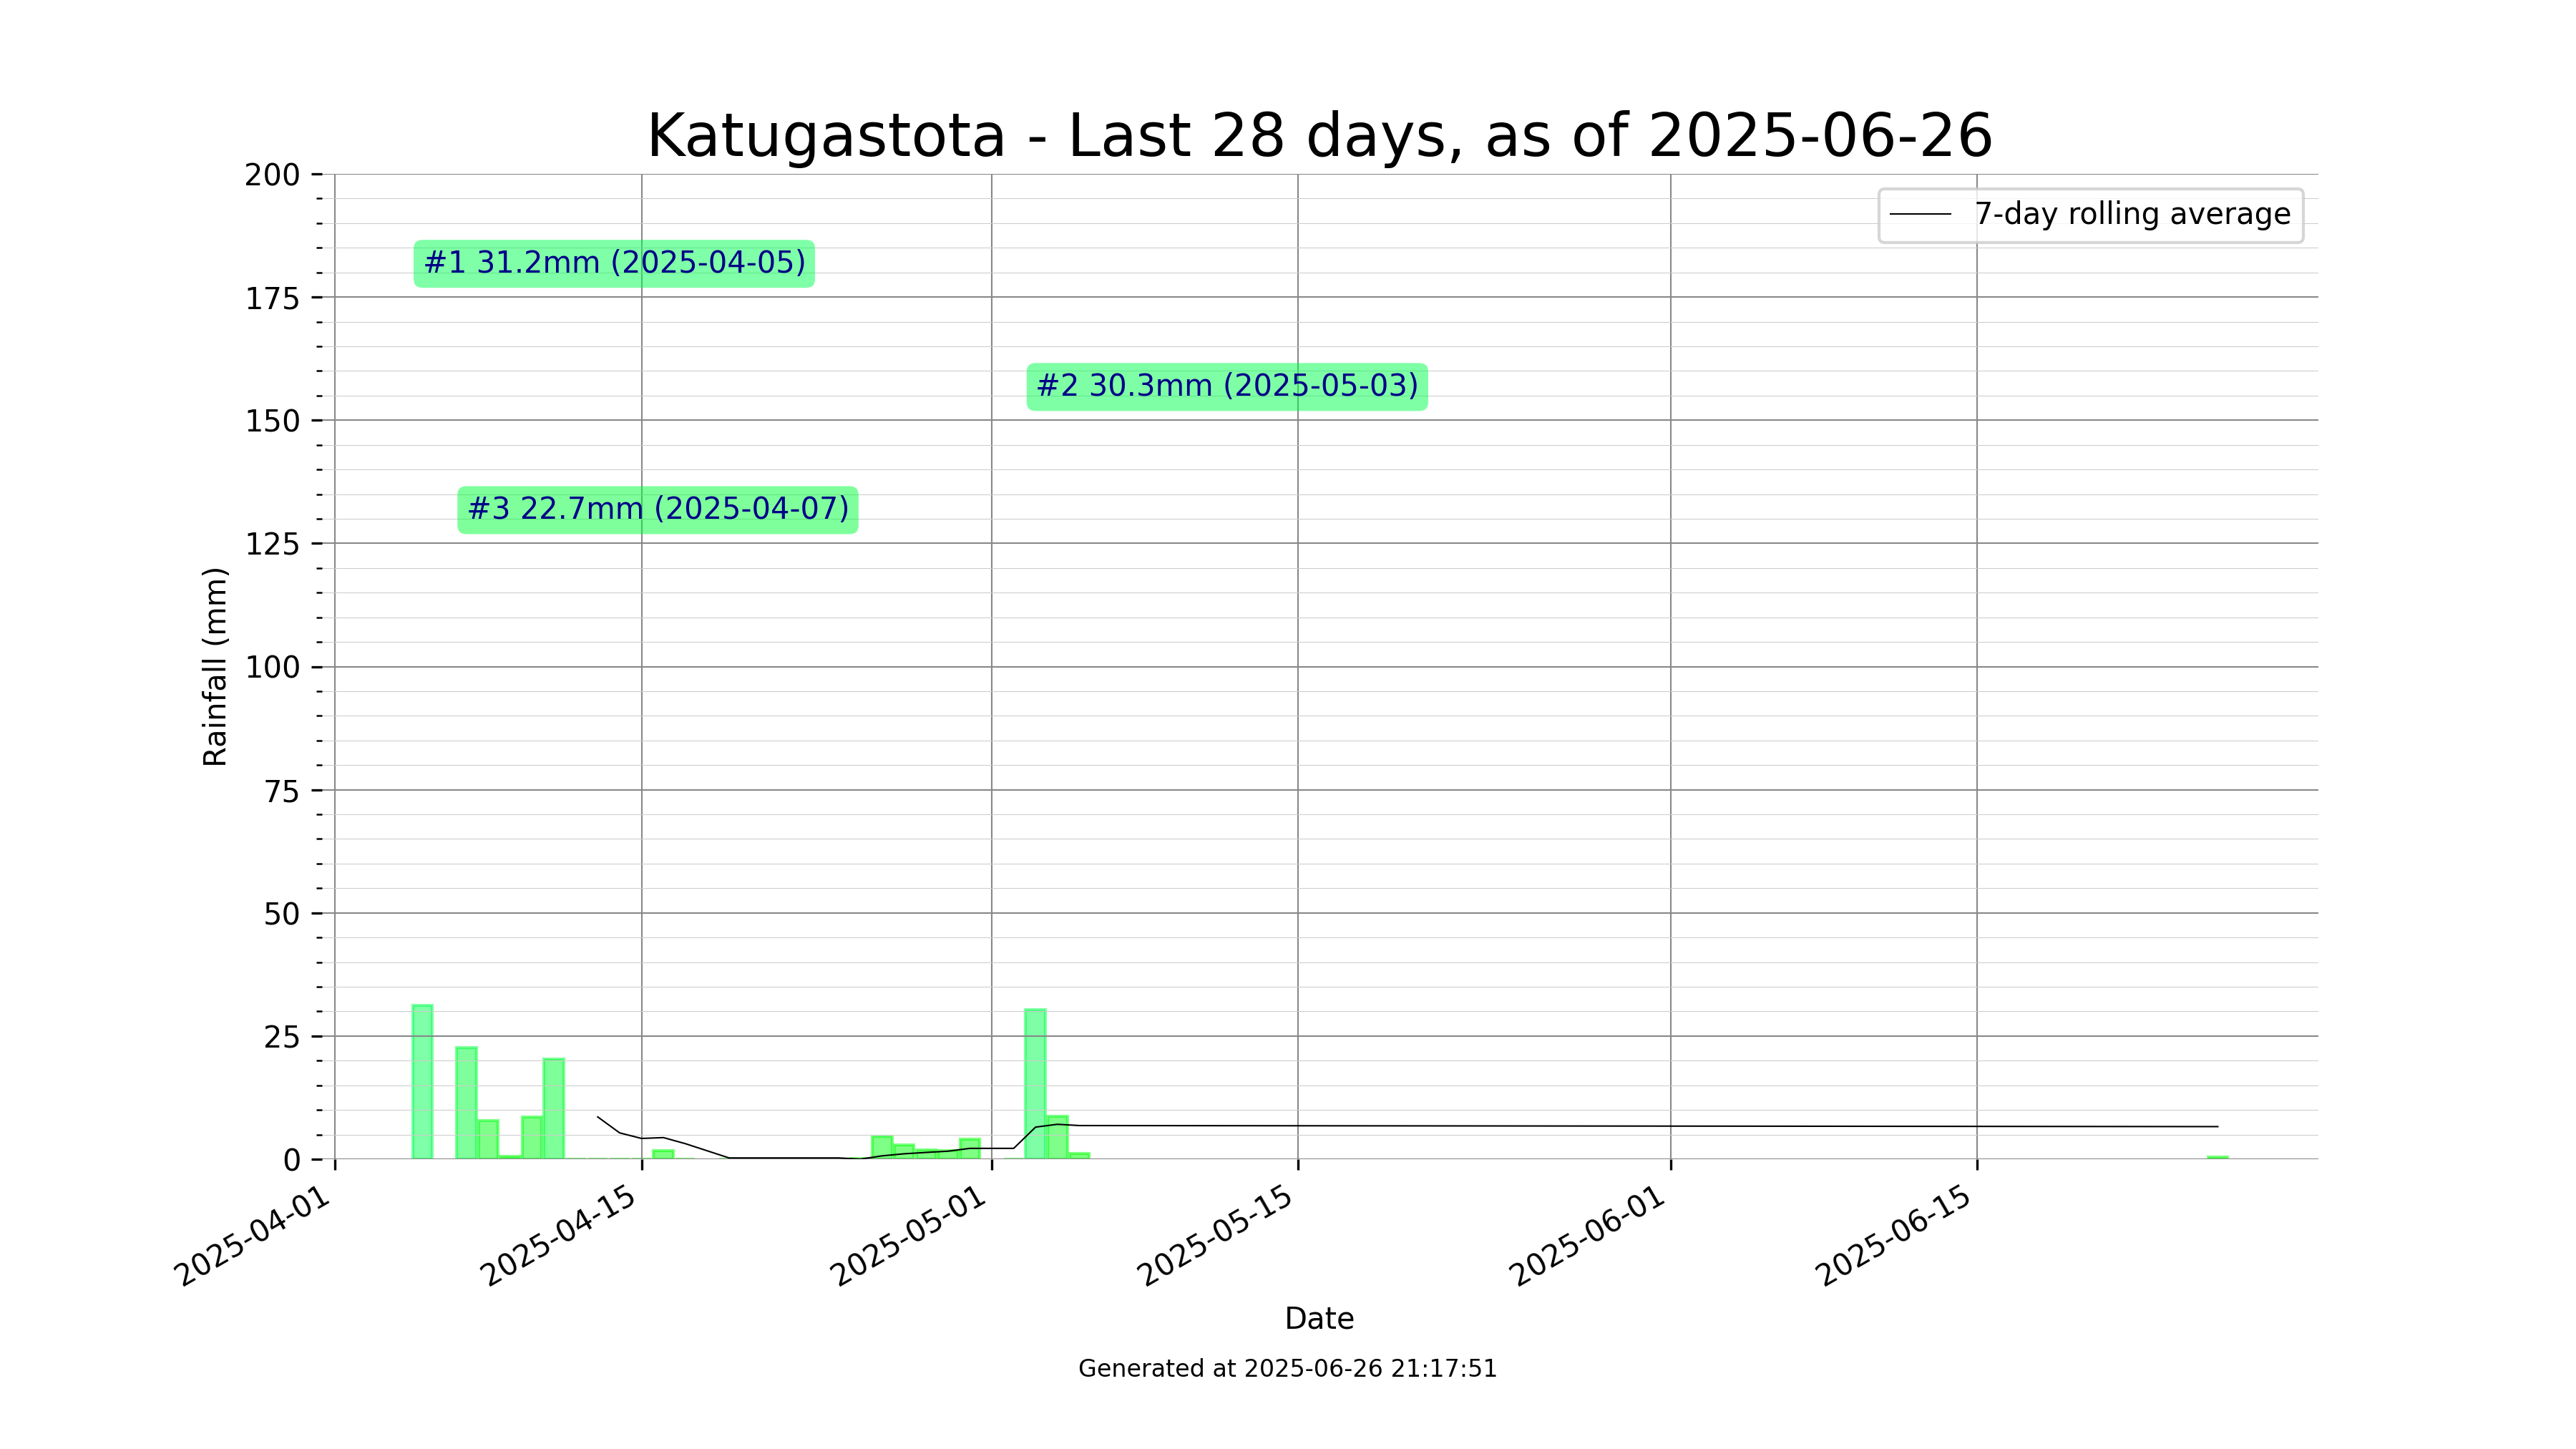 Katugastota - Last 28 days, as of 2025-06-26
200
175
150
125
100
75
50
25
0
Rainfall (mm)
7-day rolling average
#1 31.2mm (2025-04-05)
#2 30.3mm (2025-05-03)
#3 22.7mm (2025-04-07)
2025-04-01
2025-04-15
2025-05-01
2025-05-15
2025-06-01
2025-06-15
Date
Generated at 2025-06-26 21:17:51